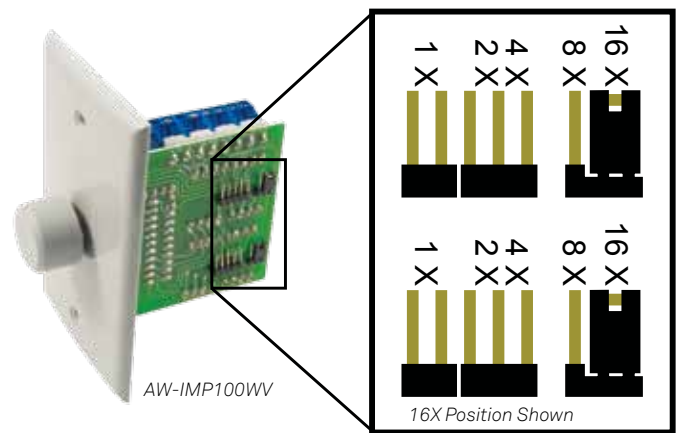 1X 2X 4X 8X 16X
1X 2X 4X 8X 16X
AW-IMP100WV
16X Position Shown